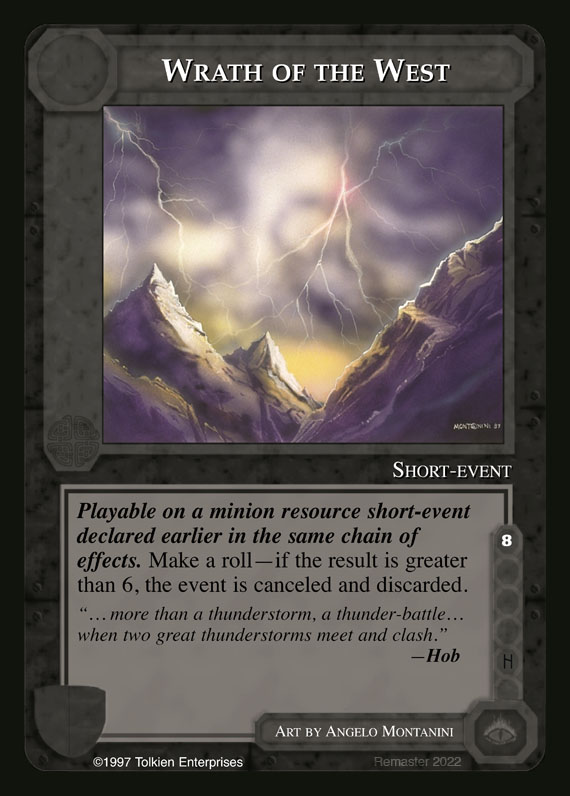 Wrath of the West
MONTANINI 97
Short-event
Playable on a minion resource short-event
declared earlier in the same chain of
effects. Make a roll—if the result is greater
than 6, the event is canceled and discarded.
8
“…more than a thunderstorm, a thunder-battle…
when two great thunderstorms meet and clash.”
—Hob
H
Art by Angelo Montanini
©1997 Tolkien Enterprises
Remaster 2022